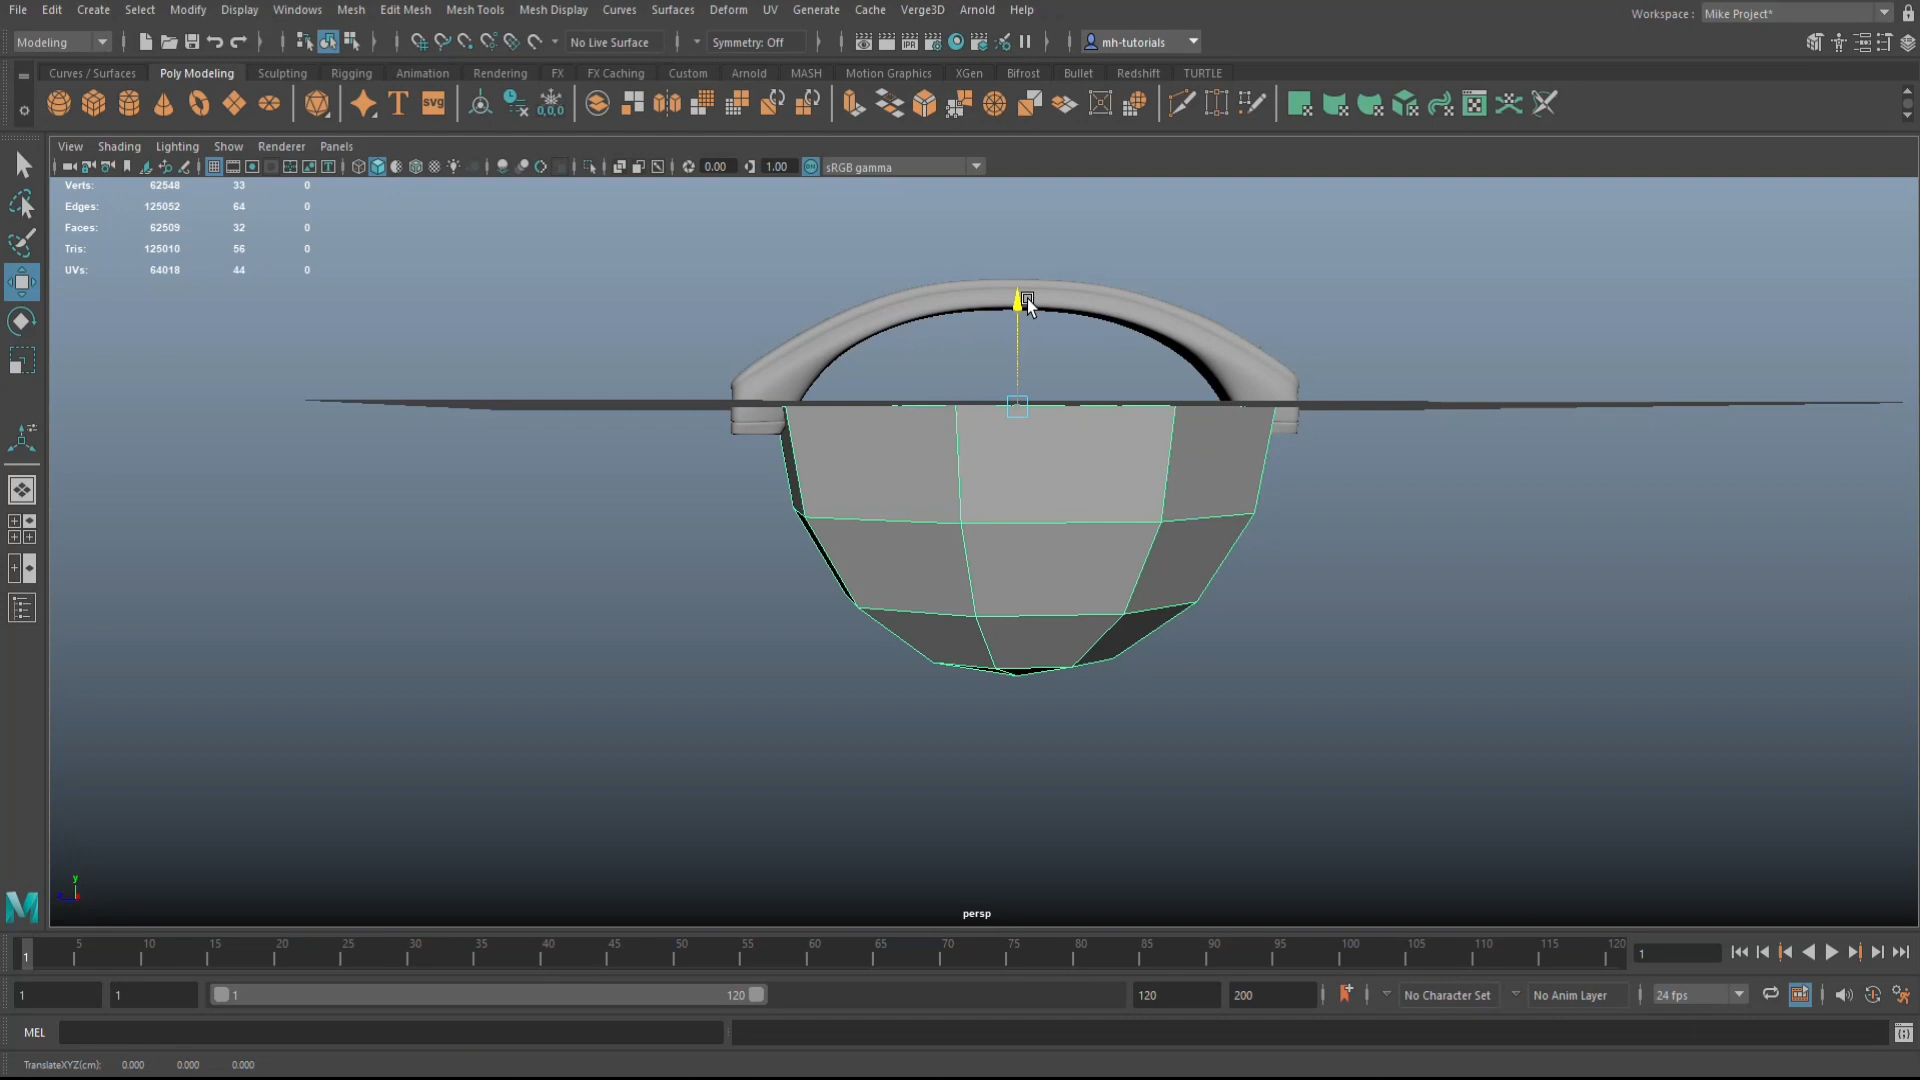 File Edit Create Select Modify Display Windows Mesh Edit Mesh Mesh Tools Mesh Display Curves Surfaces Deform UV Generate Cache Verge3D Arnold Help Workspace : Mike Project*
Modeling No Live Surface Symmetry: Off IPR mh-tutorials
Curves / Surfaces Poly Modeling Sculpting Rigging Animation Rendering FX FX Caching Custom Arnold MASH Motion Graphics XGen Bifrost Bullet Redshift TURTLE
T SVG 0,0,0
View Shading Lighting Show Renderer Panels
0.00 1.00 sRGB gamma
Verts: 62548 33 0
Edges: 125052 64 0
Faces: 62509 32 0
Tris: 125010 56 0
UVs: 64018 44 0
y
persp
5 10 15 20 25 30 35 40 45 50 55 60 65 70 75 80 85 90 95 100 105 110 115 120
1 1
1 1 1 120 120 200 No Character Set No Anim Layer 24 fps
MEL
TranslateXYZ(cm): 0.000 0.000 0.000